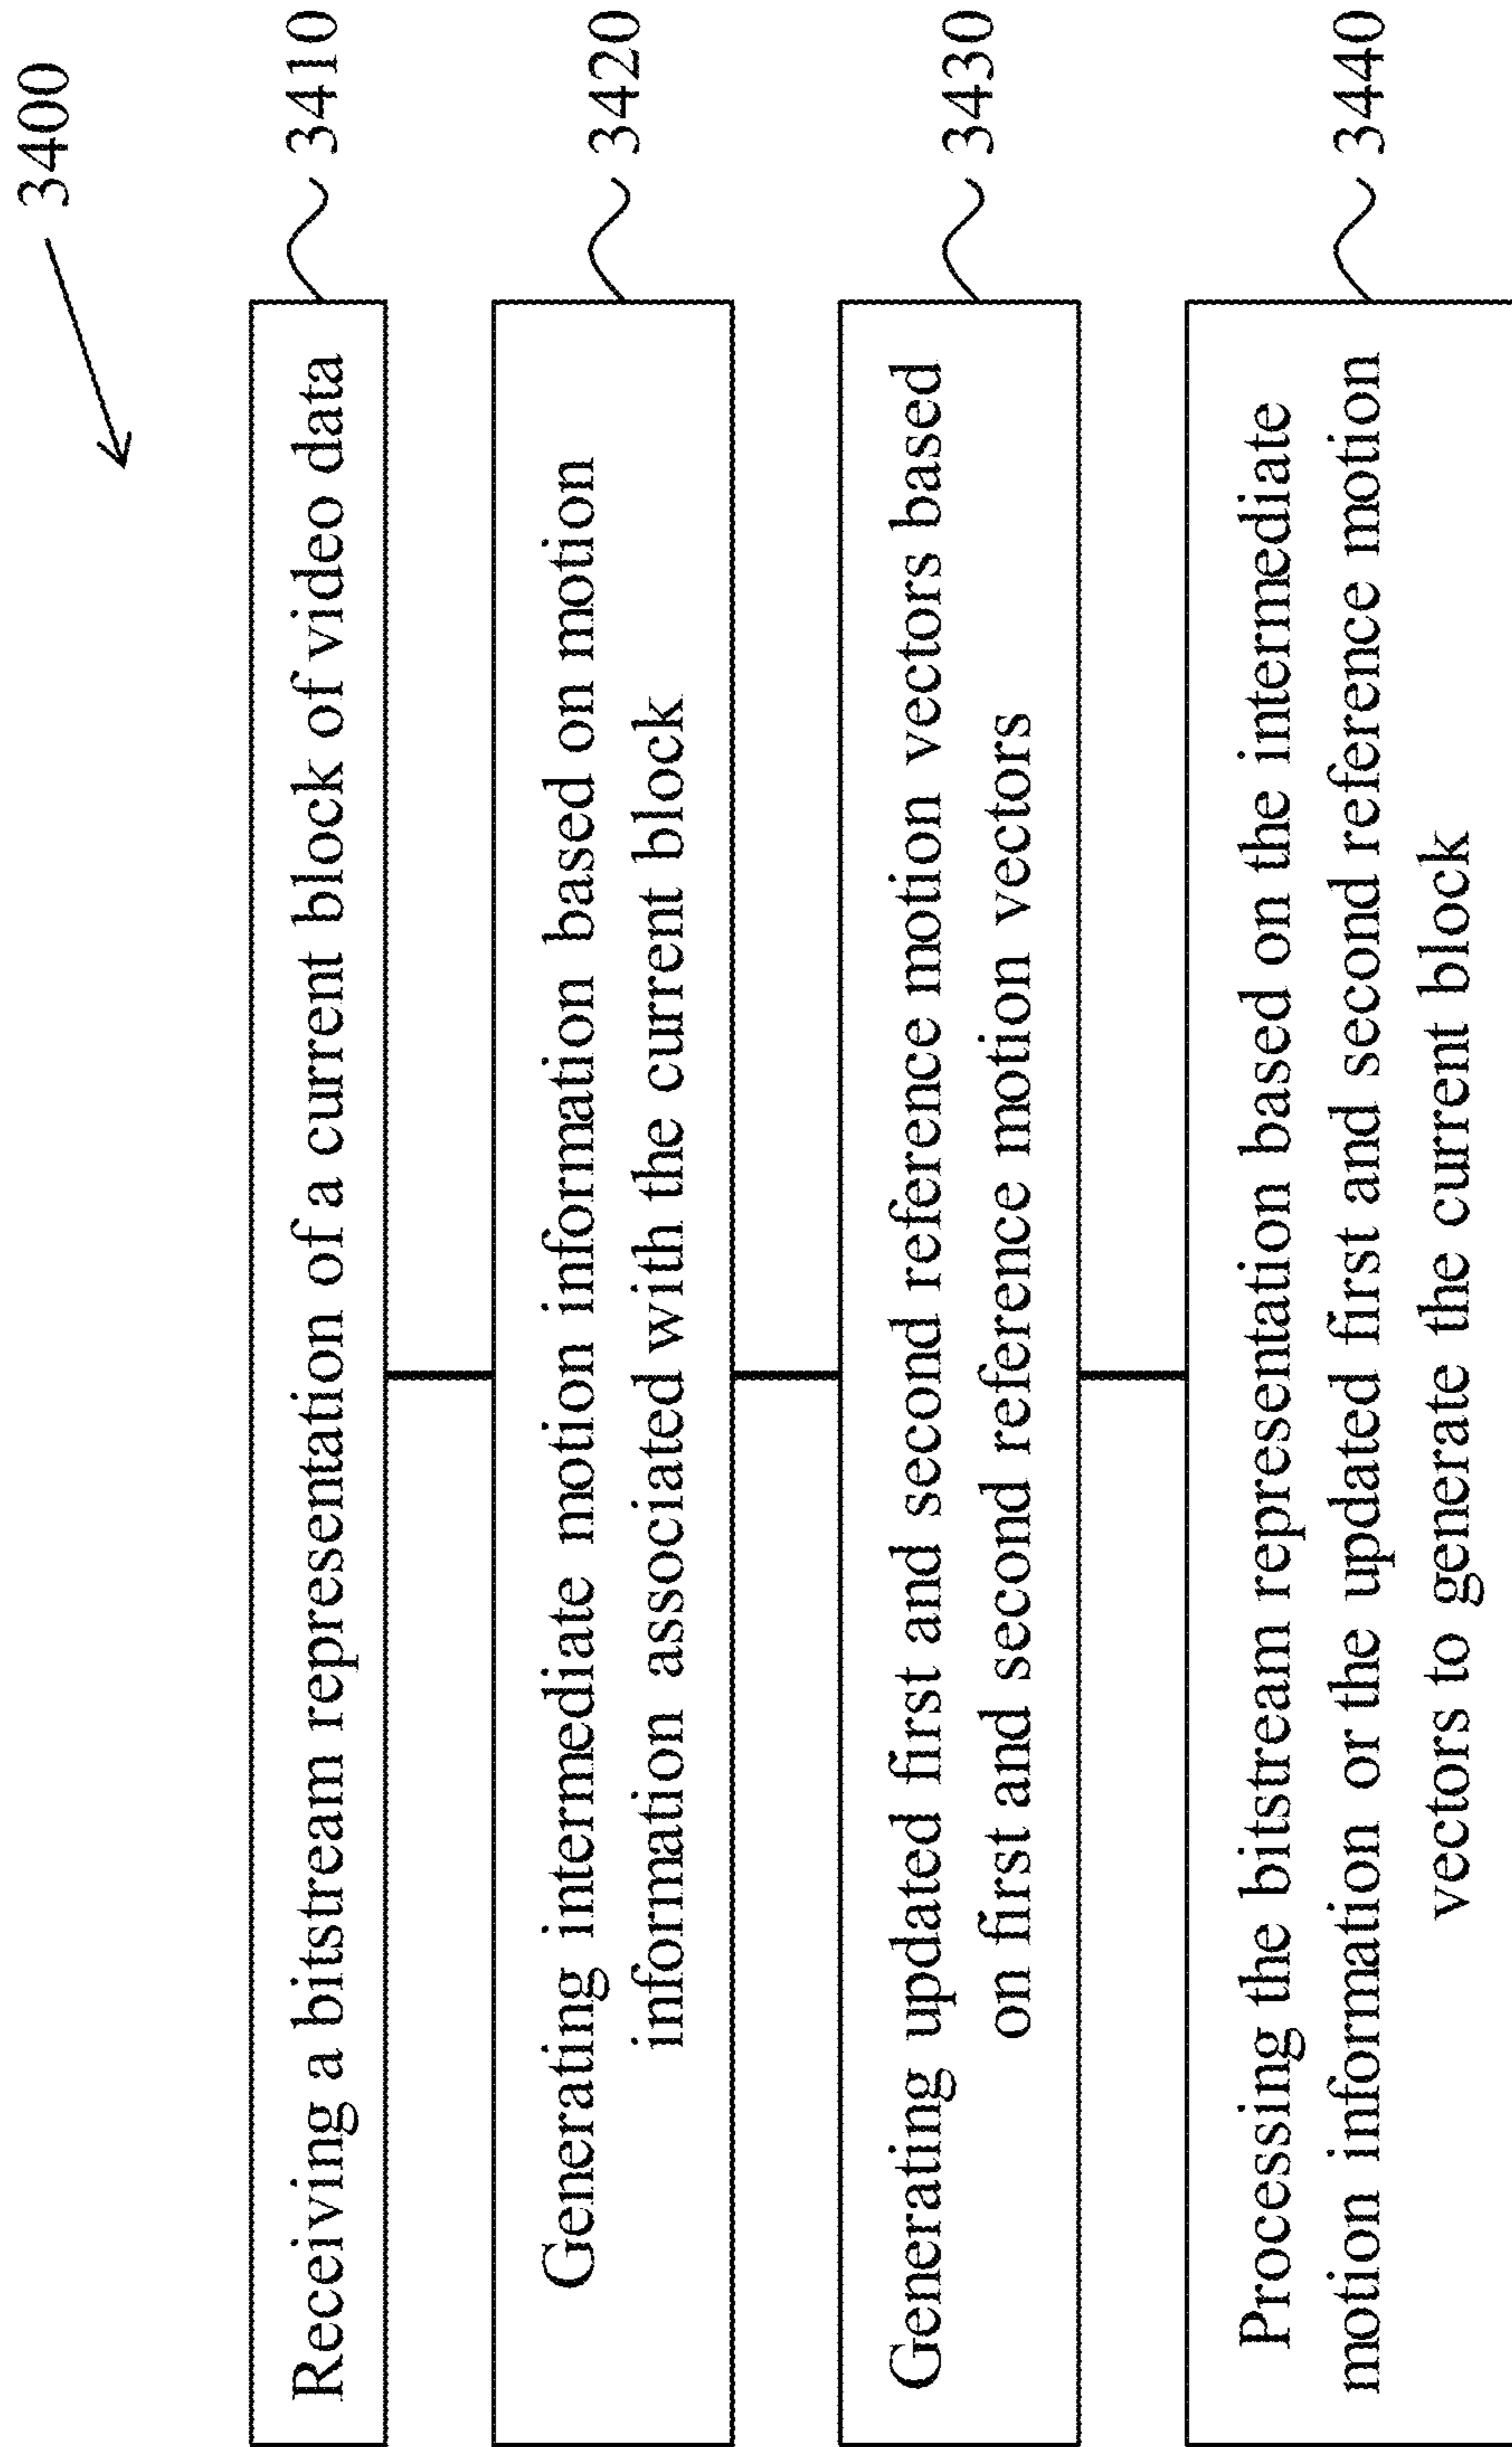 3400
Receiving a bitstream representation of a current block of video data
3410
Generating intermediate motion information based on motion
information associated with the current block
3420
Generating updated first and second reference motion vectors based
on first and second reference motion vectors
3430
Processing the bitstream representation based on the intermediate
motion information or the updated first and second reference motion
vectors to generate the current block
3440